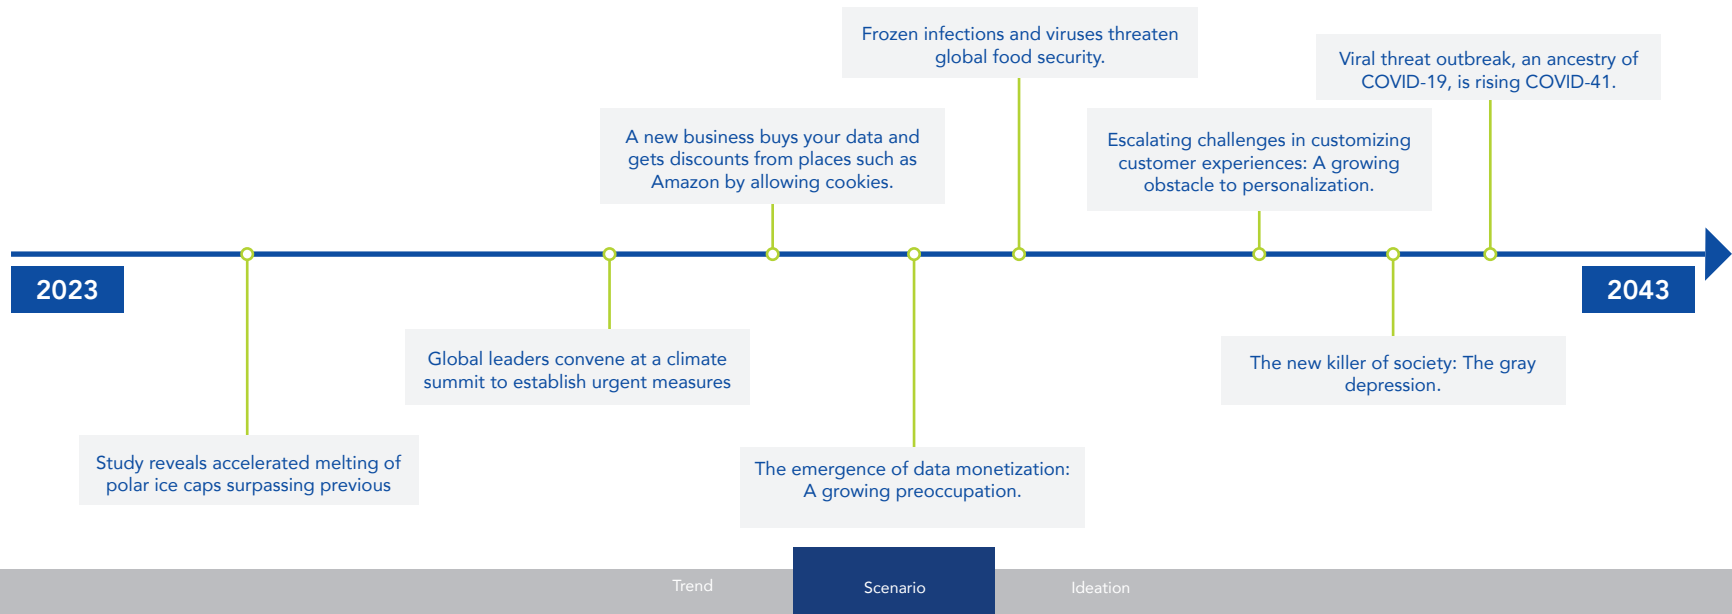 Frozen infections and viruses threaten
global food security.
Viral threat outbreak, an ancestry of
COVID-19, is rising COVID-41.
A new business buys your data and
gets discounts from places such as
Amazon by allowing cookies.
Escalating challenges in customizing
customer experiences: A growing
obstacle to personalization.
2023
2043
Global leaders convene at a climate
summit to establish urgent measures
The new killer of society: The gray
depression.
Study reveals accelerated melting of
polar ice caps surpassing previous
The emergence of data monetization:
A growing preoccupation.
Trend
Scenario
Ideation